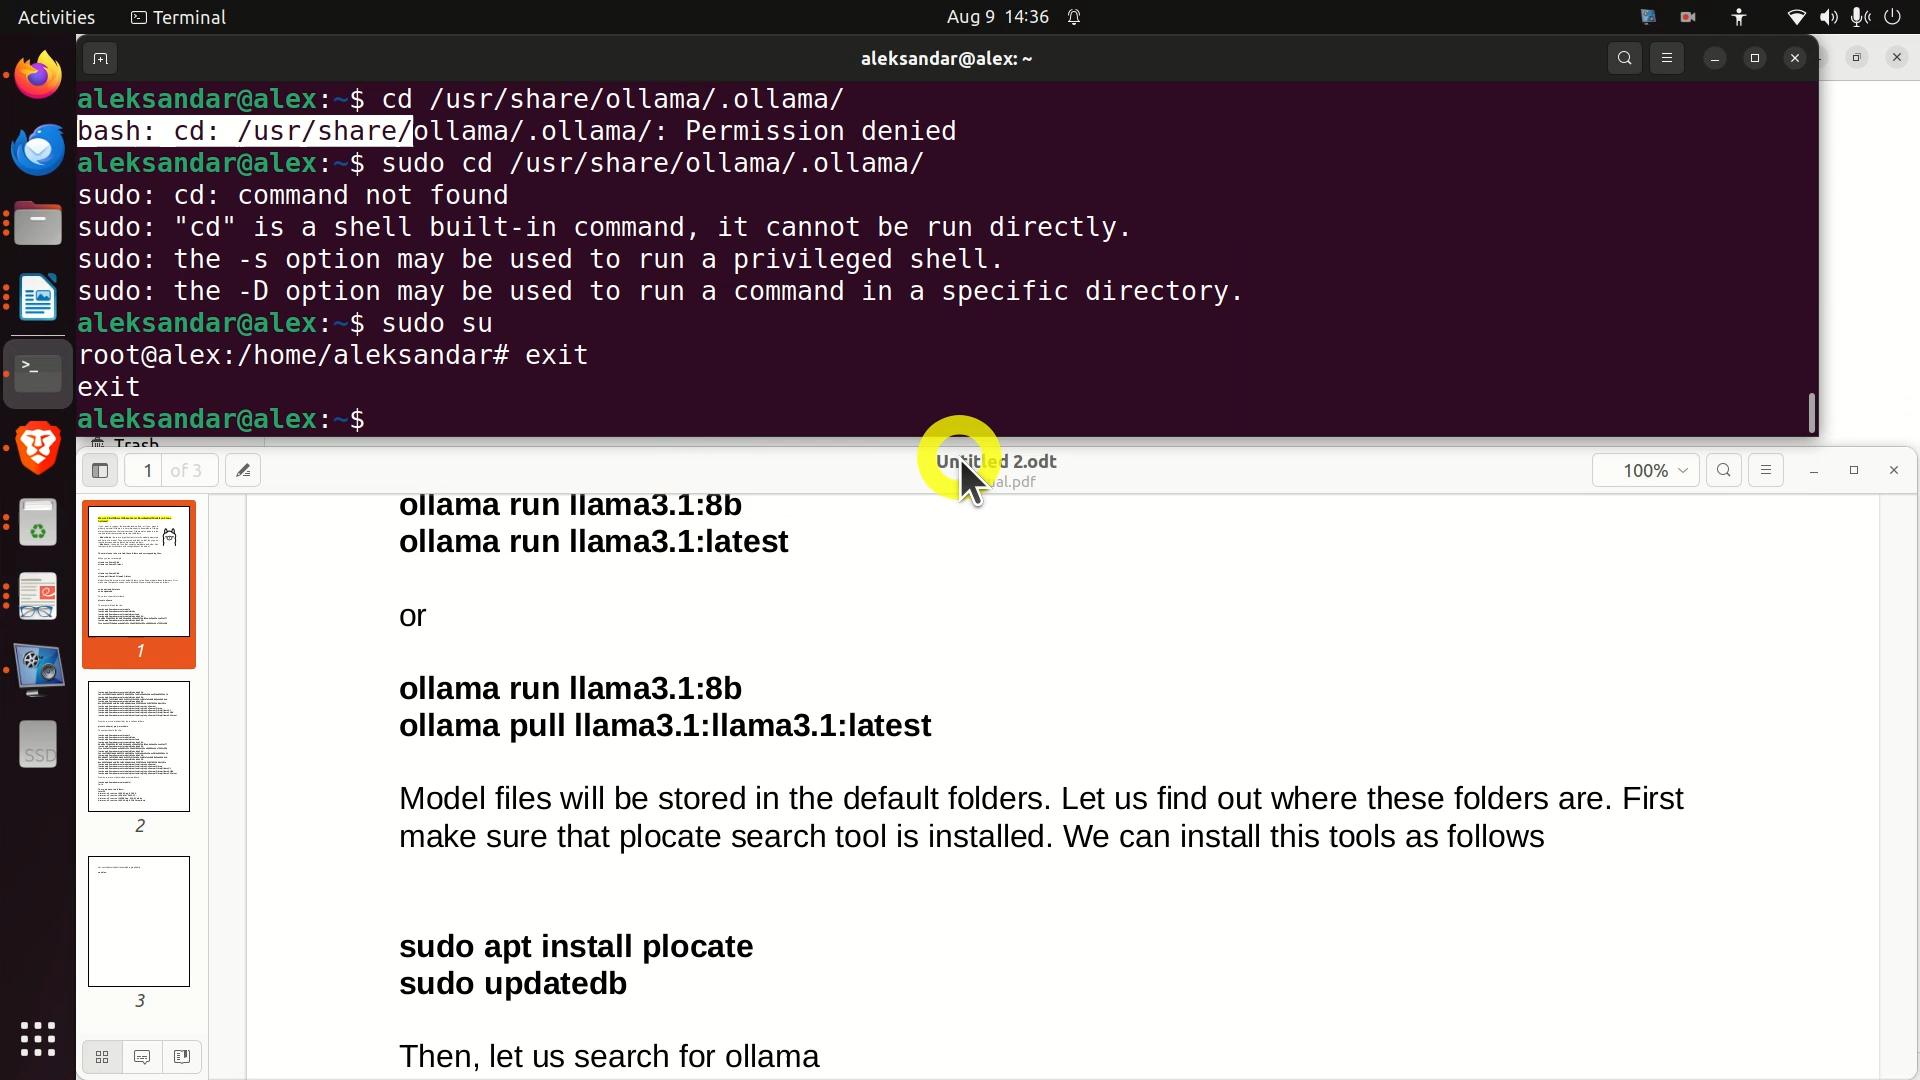 Activities
Terminal
Aug 9 14:36
aleksandar@alex: ~
aleksandar@alex:~$ cd /usr/share/ollama/.ollama/
bash: cd: /usr/share/ollama/.ollama/: Permission denied
aleksandar@alex:~$ sudo cd /usr/share/ollama/.ollama/
sudo: cd: command not found
sudo: "cd" is a shell built-in command, it cannot be run directly.
sudo: the -s option may be used to run a privileged shell.
sudo: the -D option may be used to run a command in a specific directory.
aleksandar@alex:~$ sudo su
root@alex:/home/aleksandar# exit
exit
aleksandar@alex:~$
Trash
1 of 3
Untitled 2.odt
al.pdf
100%
ollama run llama3.1:8b
ollama run llama3.1:latest
or
ollama run llama3.1:8b
ollama pull llama3.1:llama3.1:latest
Model files will be stored in the default folders. Let us find out where these folders are. First
make sure that plocate search tool is installed. We can install this tools as follows
sudo apt install plocate
sudo updatedb
Then, let us search for ollama
1
2
3
SSD